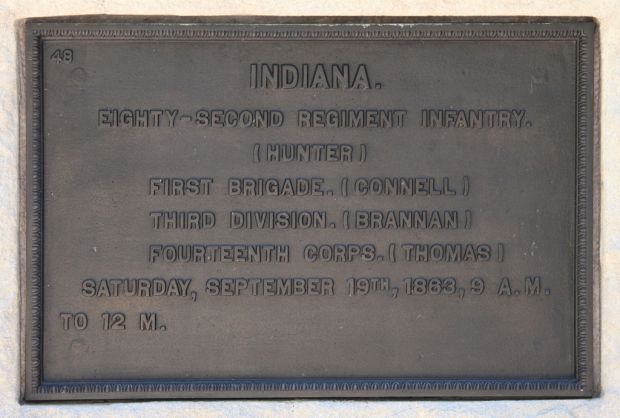 48
INDIANA.
EIGHTY-SECOND REGIMENT INFANTRY.
(HUNTER)
FIRST BRIGADE. (CONNELL)
THIRD DIVISION. (BRANNAN)
FOURTEENTH CORPS. (THOMAS)
SATURDAY, SEPTEMBER 19TH, 1863, 9 A.M.
TO 12 M.